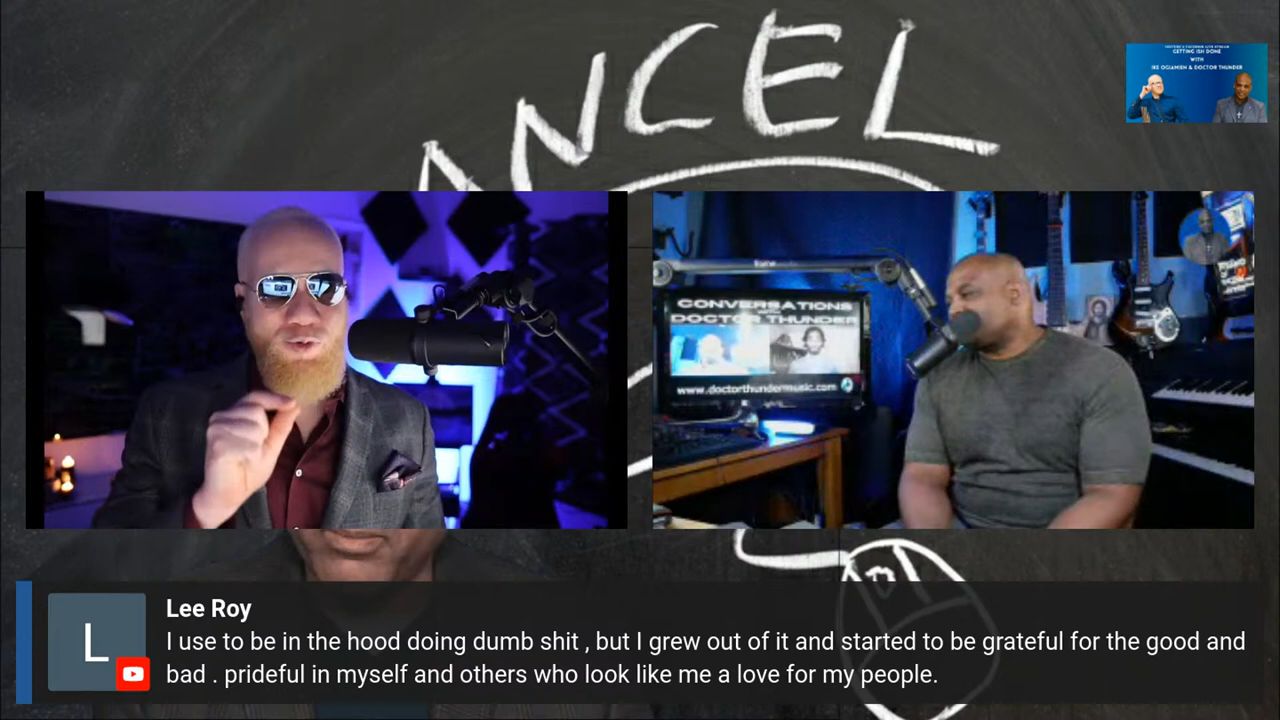 ANCEL
GETTING ISH DONE
WITH
IKE OGIAMIEN & DOCTOR THUNDER
CONVERSATIONS
DOCTOR THUNDER
www.doctorthundermusic.com
L
Lee Roy
I use to be in the hood doing dumb shit , but I grew out of it and started to be grateful for the good and
bad . prideful in myself and others who look like me a love for my people.